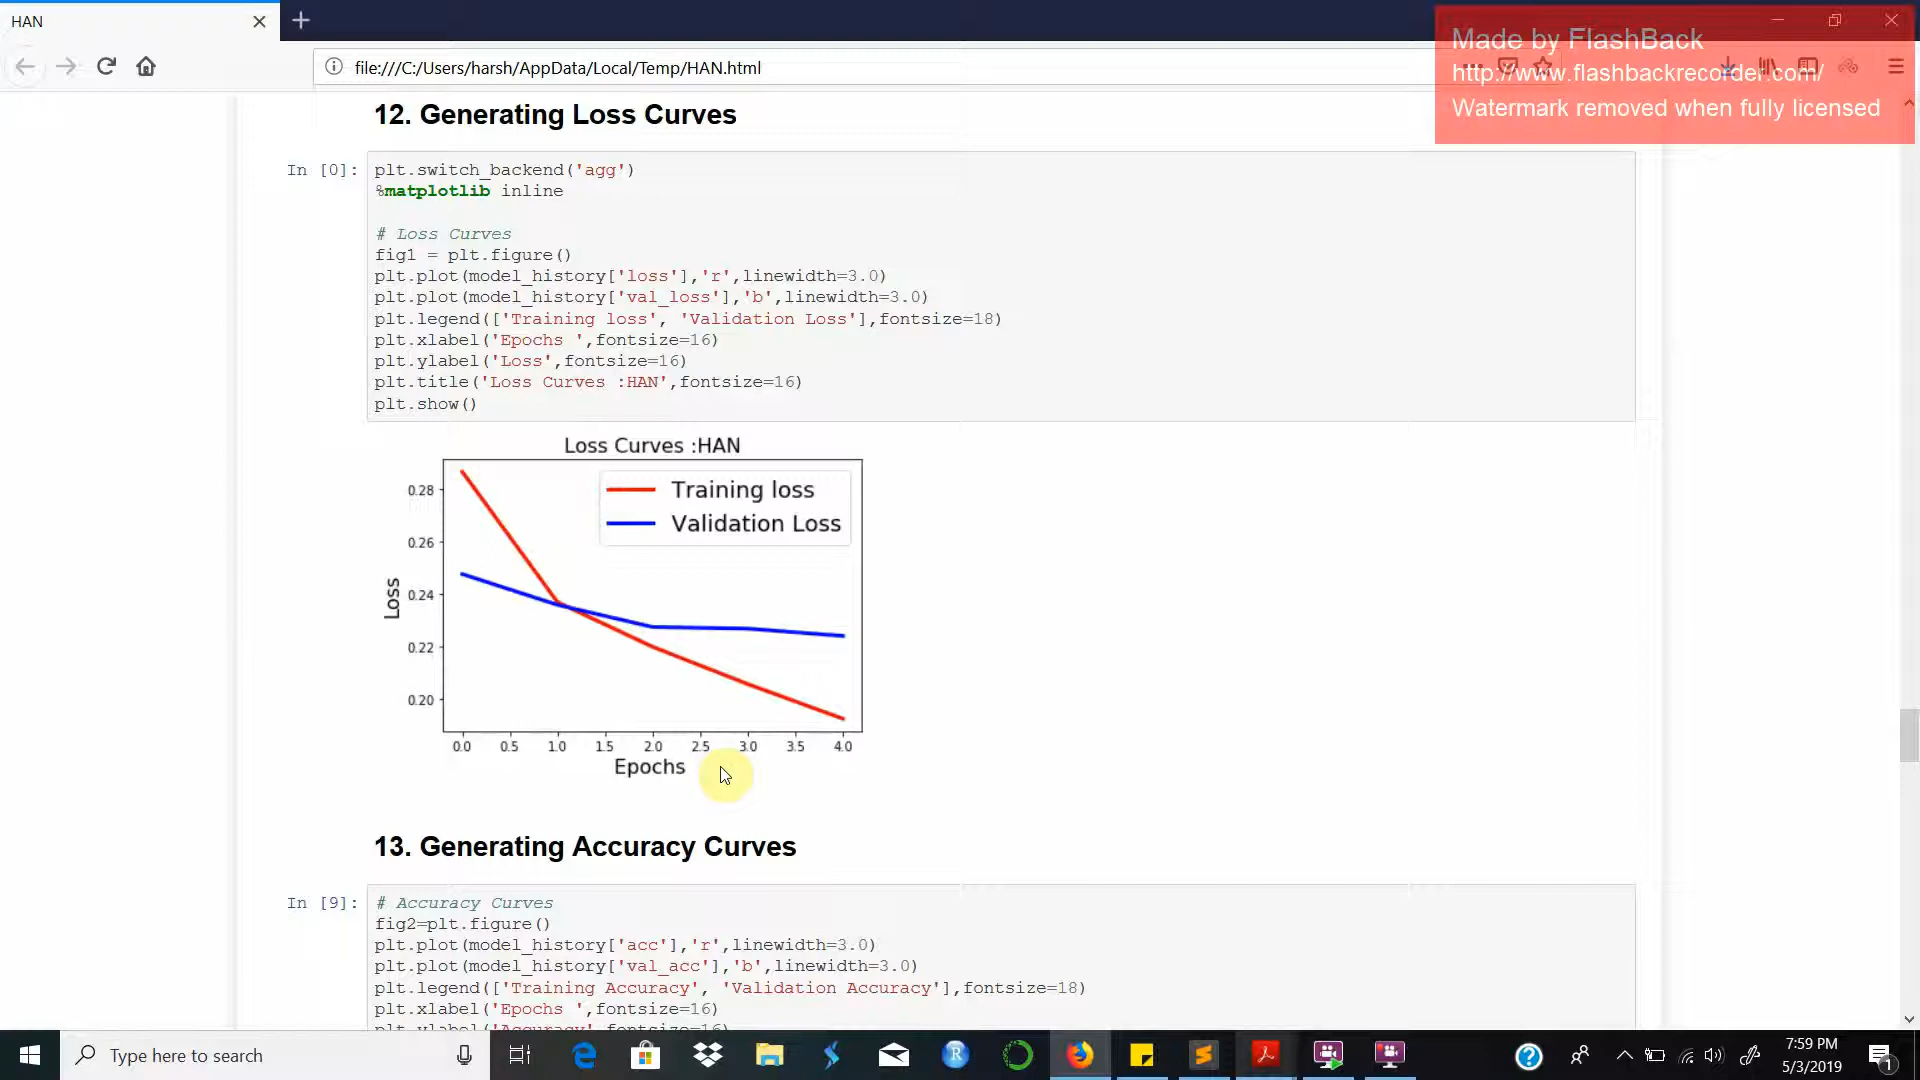 HAN
file:///C:/Users/harsh/AppData/Local/Temp/HAN.html
Made by FlashBack
http://www.flashbackrecorder.com/
Watermark removed when fully licensed
12. Generating Loss Curves
In [0]:
plt.switch_backend('agg')
%matplotlib inline
# Loss Curves
fig1 = plt.figure()
plt.plot(model_history['loss'],'r',linewidth=3.0)
plt.plot(model_history['val_loss'],'b',linewidth=3.0)
plt.legend(['Training loss', 'Validation Loss'],fontsize=18)
plt.xlabel('Epochs ',fontsize=16)
plt.ylabel('Loss',fontsize=16)
plt.title('Loss Curves :HAN',fontsize=16)
plt.show()
Loss Curves :HAN
Training loss
Validation Loss
0.28
0.26
0.24
0.22
0.20
Loss
0.0 0.5 1.0 1.5 2.0 2.5 3.0 3.5 4.0
Epochs
13. Generating Accuracy Curves
In [9]:
# Accuracy Curves
fig2=plt.figure()
plt.plot(model_history['acc'],'r',linewidth=3.0)
plt.plot(model_history['val_acc'],'b',linewidth=3.0)
plt.legend(['Training Accuracy', 'Validation Accuracy'],fontsize=18)
plt.xlabel('Epochs ',fontsize=16)
plt.ylabel('Accuracy',fontsize=16)
Type here to search
7:59 PM
5/3/2019
1